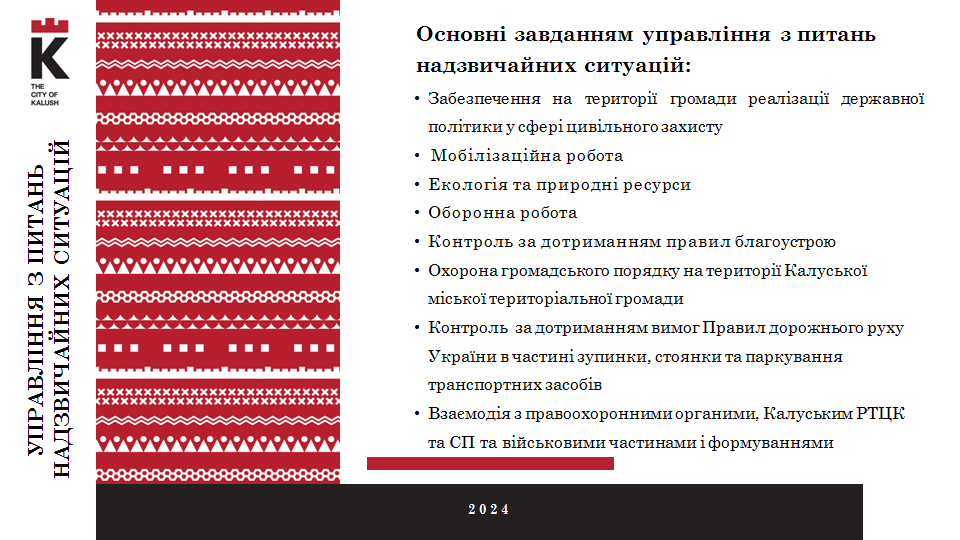 K
THE
CITY OF
KALUSH
УПРАВЛІННЯ З ПИТАНЬ
НАДЗВИЧАЙНИХ СИТУАЦІЙ
Основні завданням управління з питань
надзвичайних ситуацій:
• Забезпечення на території громади реалізації державної
політики у сфері цивільного захисту
• Мобілізаційна робота
• Екологія та природні ресурси
• Оборонна робота
• Контроль за дотриманням правил благоустрою
• Охорона громадського порядку на території Калуської
міської територіальної громади
• Контроль за дотриманням вимог Правил дорожнього руху
України в частині зупинки, стоянки та паркування
транспортних засобів
• Взаємодія з правоохоронними органими, Калуським РТЦК
та СП та військовими частинами і формуваннями
2024